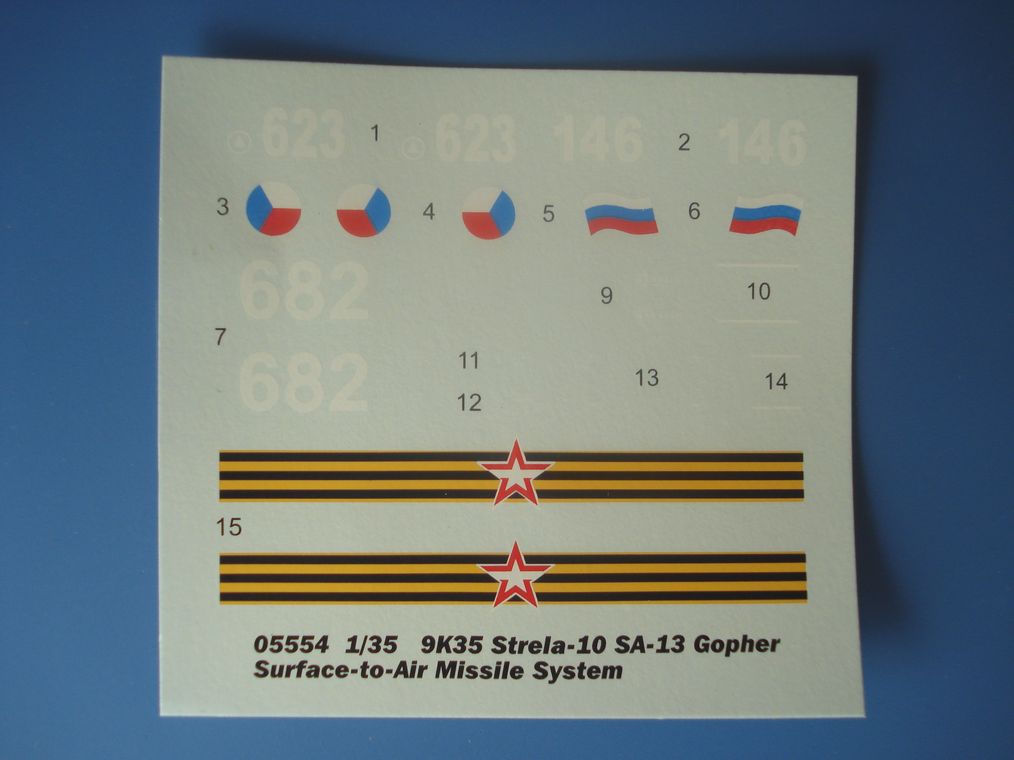 623 1 623 146 2 146
3 4 5 6
682 9 10
7
682 11 13 14
12
15
05554 1/35 9K35 Strela-10 SA-13 Gopher
Surface-to-Air Missile System